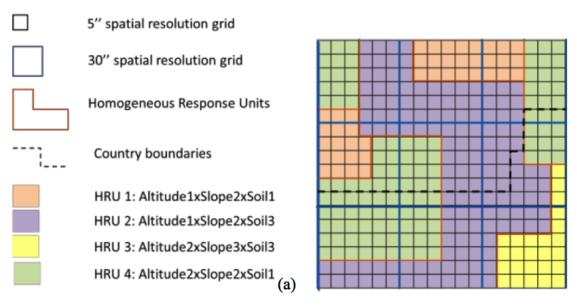 5’’ spatial resolution grid
30’’ spatial resolution grid
Homogeneous Response Units
Country boundaries
HRU 1: Altitude1xSlope2xSoil1
HRU 2: Altitude1xSlope2xSoil3
HRU 3: Altitude2xSlope3xSoil3
HRU 4: Altitude2xSlope2xSoil1
(a)